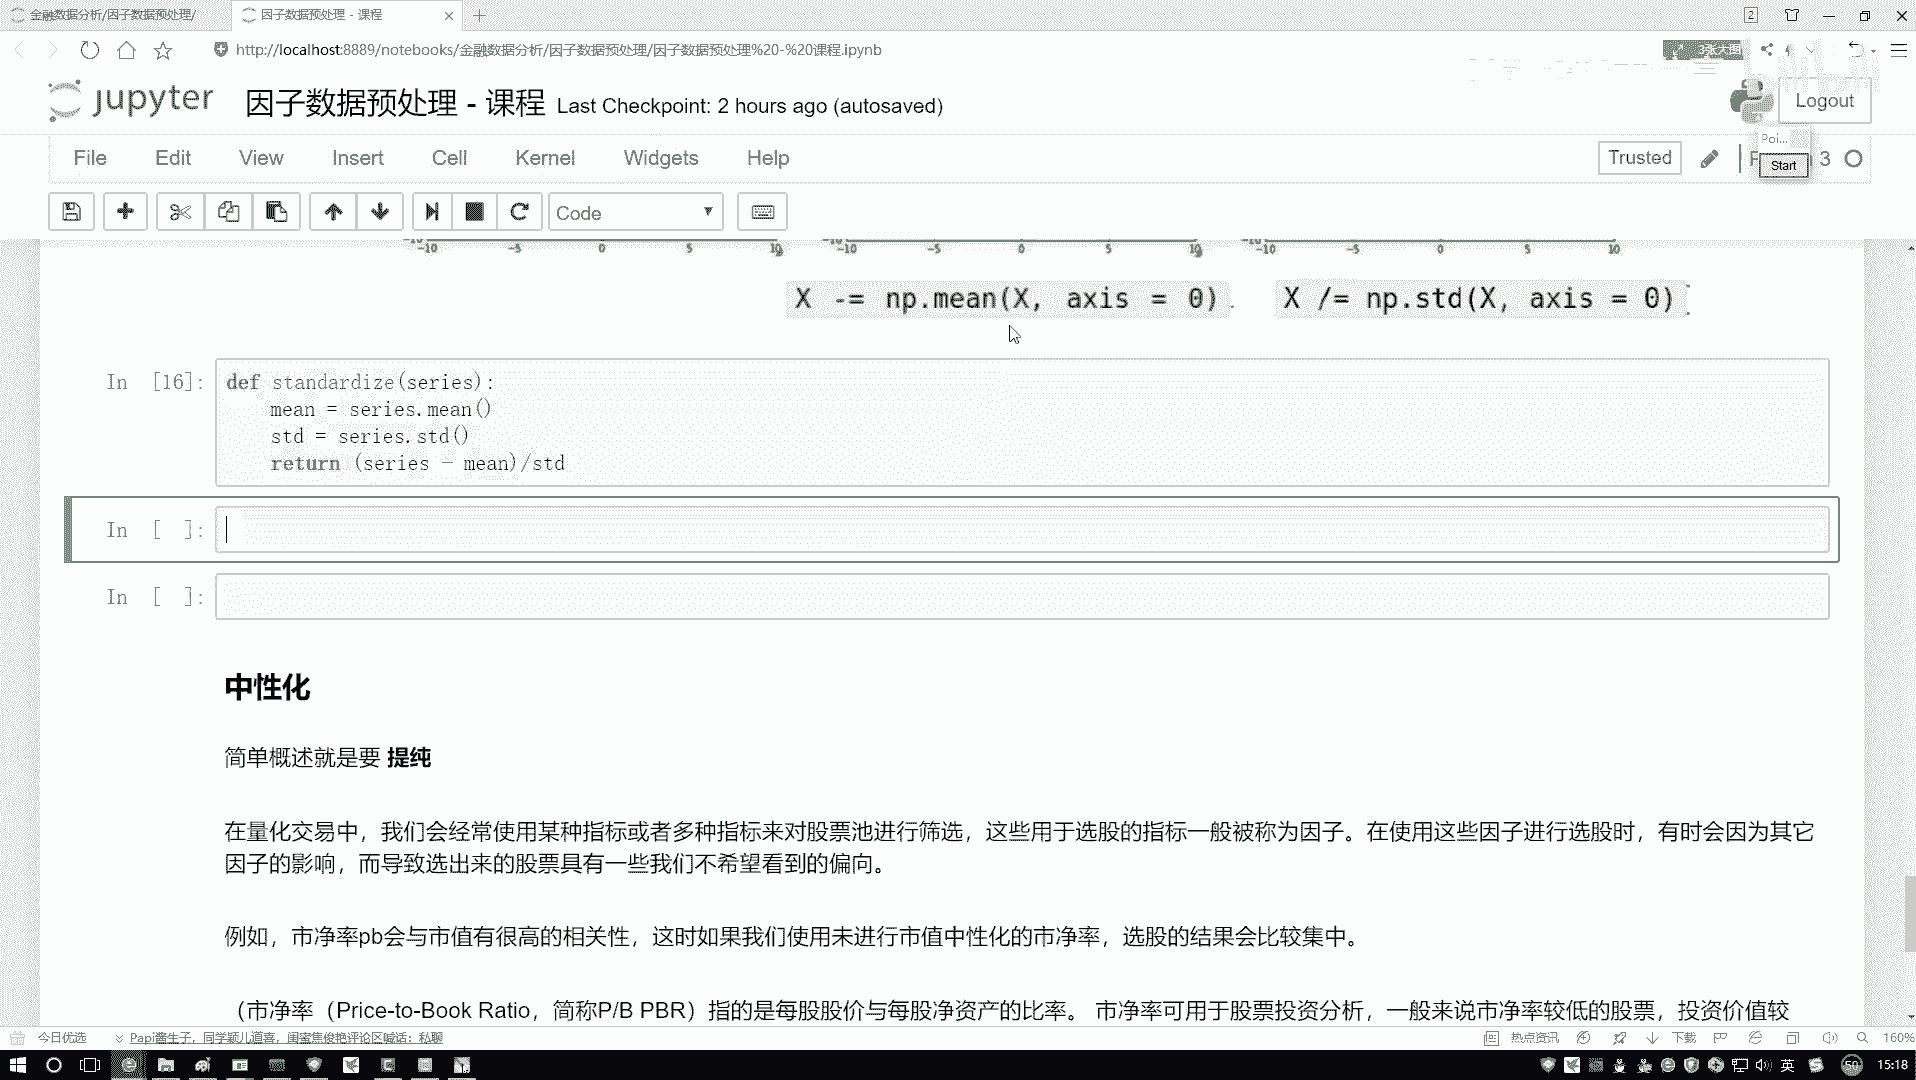 金融数据分析/因子数据预处理/
因子数据预处理 - 课程
2
http://localhost:8889/notebooks/金融数据分析/因子数据预处理/因子数据预处理%20-%20课程.ipynb
3张大图
jupyter
因子数据预处理 - 课程 Last Checkpoint: 2 hours ago (autosaved)
Logout
File Edit View Insert Cell Kernel Widgets Help
Trusted
Poi...
Start
3
Code
-10 -5 0 5 10 -10 -5 0 5 10 -10 -5 0 5 10
X -= np.mean(X, axis = 0)
X /= np.std(X, axis = 0)
In [16]:
def standardize(series):
mean = series.mean()
std = series.std()
return (series - mean)/std
In [ ]:
In [ ]:
中性化
简单概述就是要 提纯
在量化交易中，我们会经常使用某种指标或者多种指标来对股票池进行筛选，这些用于选股的指标一般被称为因子。在使用这些因子进行选股时，有时会因为其它
因子的影响，而导致选出来的股票具有一些我们不希望看到的偏向。
例如，市净率pb会与市值有很高的相关性，这时如果我们使用未进行市值中性化的市净率，选股的结果会比较集中。
（市净率（Price-to-Book Ratio，简称P/B PBR）指的是每股股价与每股净资产的比率。 市净率可用于股票投资分析，一般来说市净率较低的股票，投资价值较
今日优选
Papi酱生子，同学颖儿道喜，闺蜜焦俊艳评论区喊话：私聊
热点资讯
下载
160%
英
50
15:18